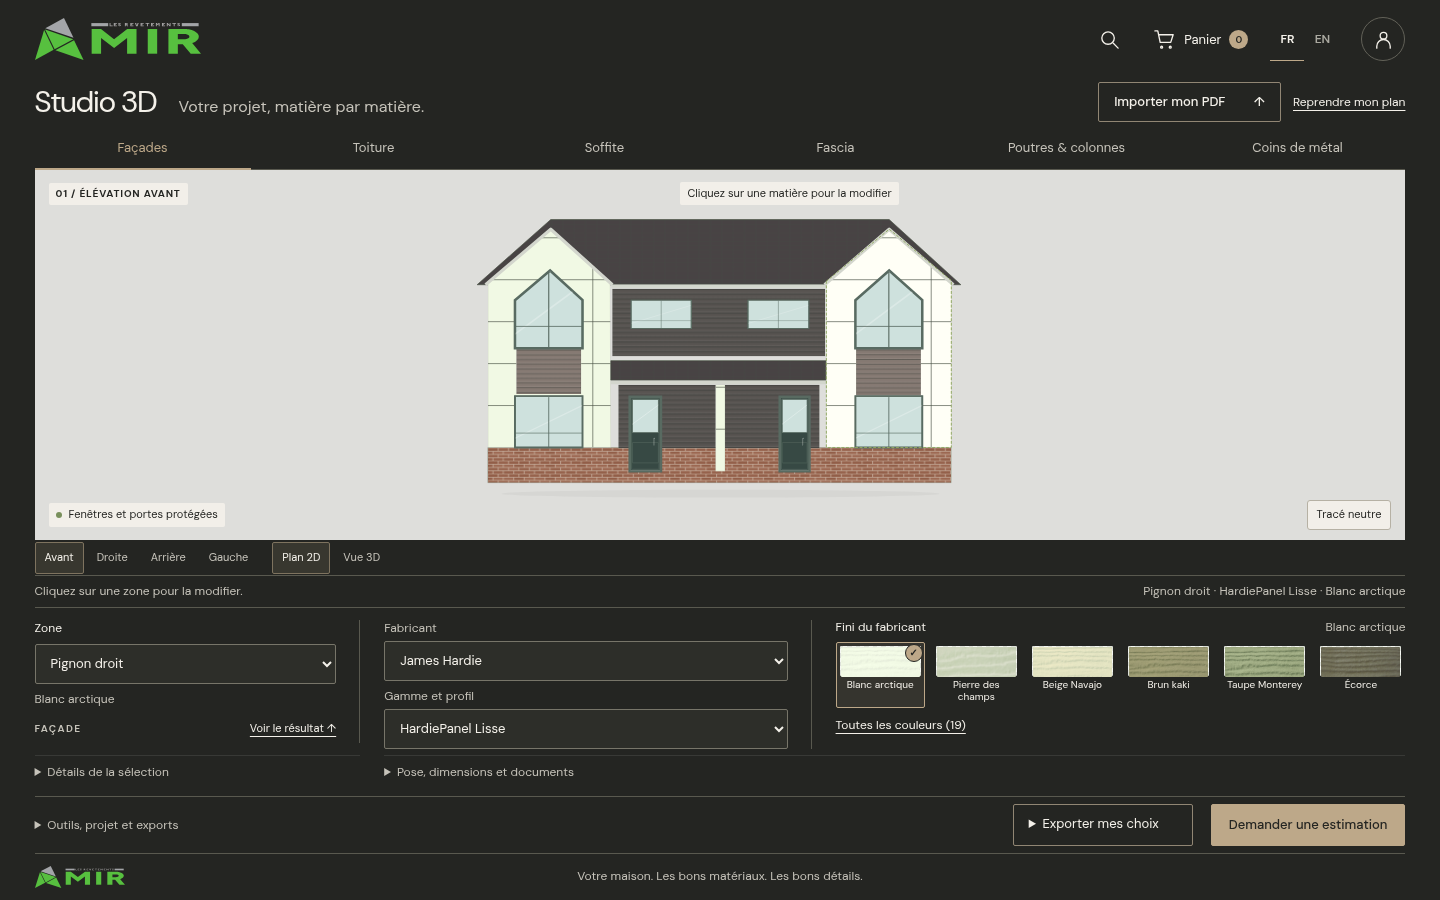 LES REVÊTEMENTS
MIR
Panier 0
FR EN
Studio 3D
Votre projet, matière par matière.
Importer mon PDF ↑
Reprendre mon plan
Façades
Toiture
Soffite
Fascia
Poutres & colonnes
Coins de métal
01 / ÉLÉVATION AVANT
Cliquez sur une matière pour la modifier
Fenêtres et portes protégées
Tracé neutre
Avant
Droite
Arrière
Gauche
Plan 2D
Vue 3D
Cliquez sur une zone pour la modifier.
Pignon droit · HardiePanel Lisse · Blanc arctique
Zone
Pignon droit
Blanc arctique
FAÇADE
Voir le résultat ↑
Détails de la sélection
Fabricant
James Hardie
Gamme et profil
HardiePanel Lisse
Pose, dimensions et documents
Fini du fabricant
Blanc arctique
Blanc arctique
Pierre des
champs
Beige Navajo
Brun kaki
Taupe Monterey
Écorce
Toutes les couleurs (19)
Outils, projet et exports
Exporter mes choix
Demander une estimation
MIR
Votre maison. Les bons matériaux. Les bons détails.